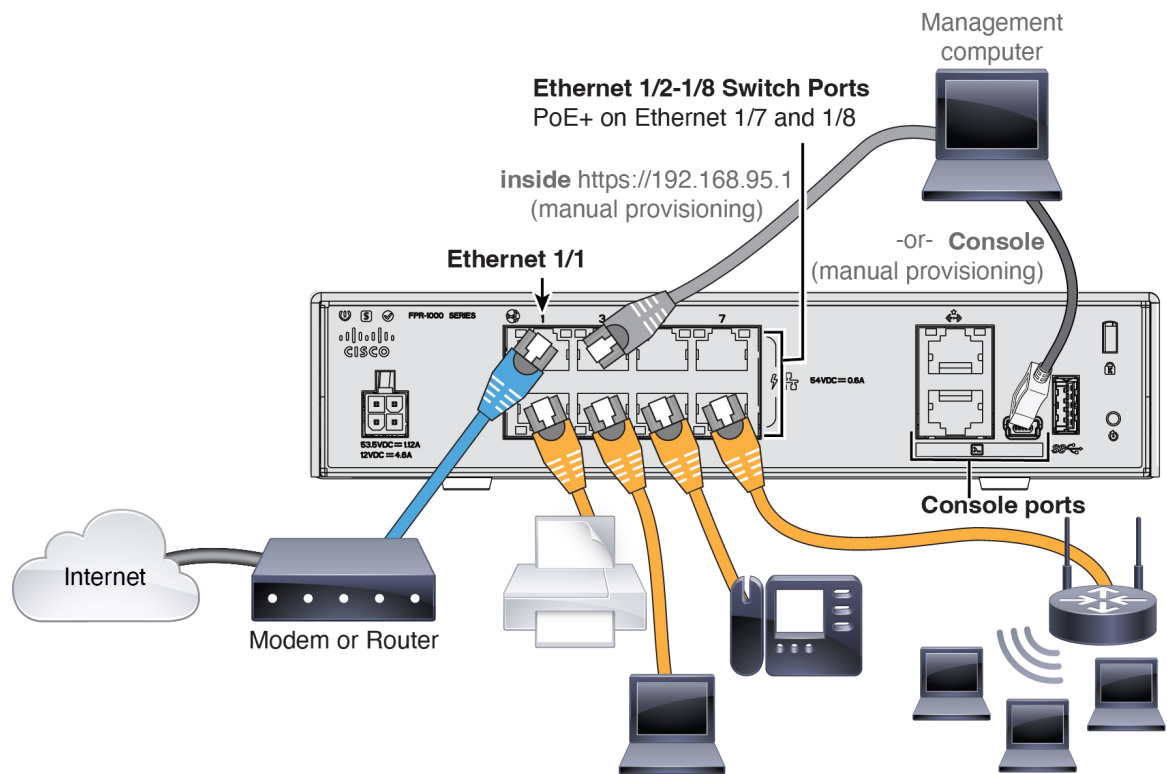 Management
computer
Ethernet 1/2-1/8 Switch Ports
PoE+ on Ethernet 1/7 and 1/8
inside https://192.168.95.1
(manual provisioning)
-or- Console
(manual provisioning)
Ethernet 1/1
FPR-1000 SERIES
1
3
7
CISCO
54VDC⎓0.6A
53.5VDC⎓1.12A
12VDC⎓4.6A
Console ports
Internet
Modem or Router